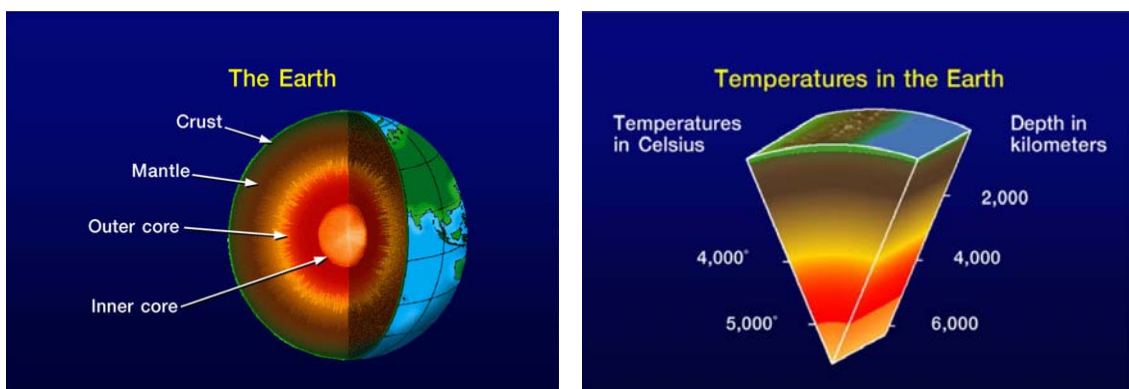 The Earth
Crust
Mantle
Outer core
Inner core
Temperatures in the Earth
Temperatures
in Celsius
Depth in
kilometers
2,000
4,000°
4,000
5,000°
6,000